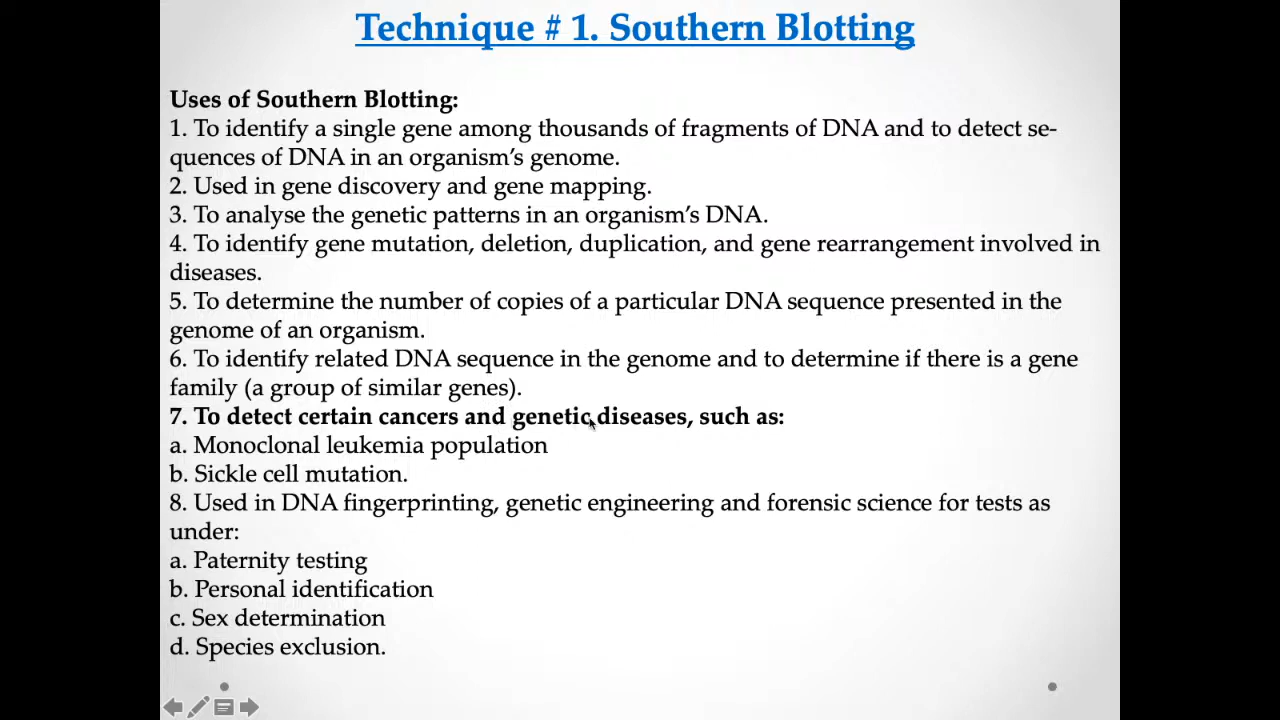 Technique # 1. Southern Blotting
Uses of Southern Blotting:
1. To identify a single gene among thousands of fragments of DNA and to detect se-
quences of DNA in an organism's genome.
2. Used in gene discovery and gene mapping.
3. To analyse the genetic patterns in an organism's DNA.
4. To identify gene mutation, deletion, duplication, and gene rearrangement involved in
diseases.
5. To determine the number of copies of a particular DNA sequence presented in the
genome of an organism.
6. To identify related DNA sequence in the genome and to determine if there is a gene
family (a group of similar genes).
7. To detect certain cancers and genetic diseases, such as:
a. Monoclonal leukemia population
b. Sickle cell mutation.
8. Used in DNA fingerprinting, genetic engineering and forensic science for tests as
under:
a. Paternity testing
b. Personal identification
c. Sex determination
d. Species exclusion.